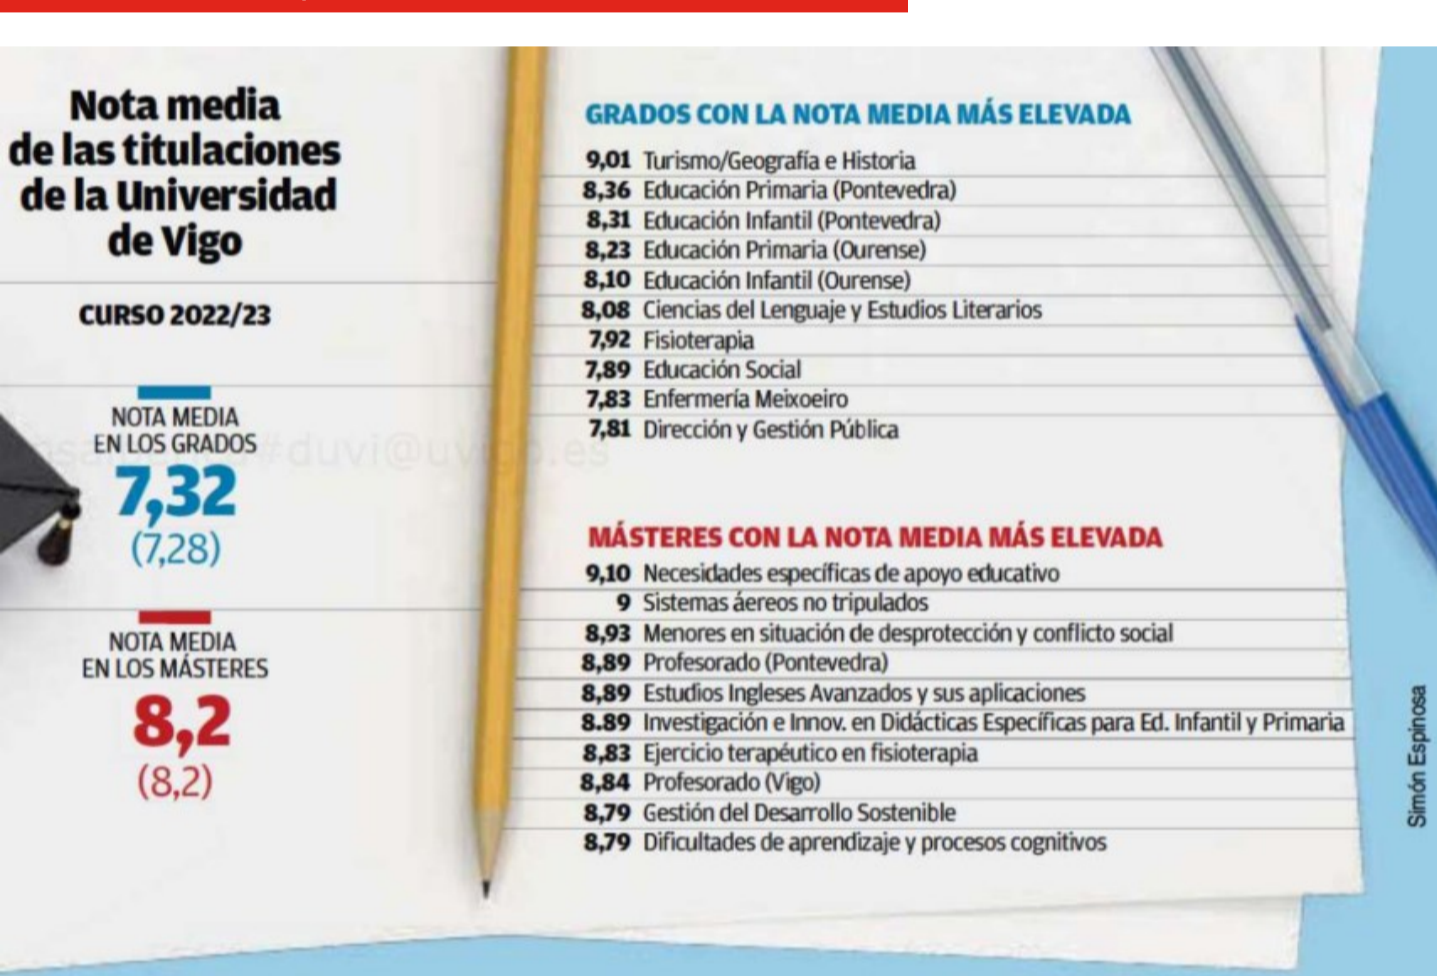 Nota media
de las titulaciones
de la Universidad
de Vigo
CURSO 2022/23
NOTA MEDIA
EN LOS GRADOS
7,32
(7,28)
NOTA MEDIA
EN LOS MÁSTERES
8,2
(8,2)
GRADOS CON LA NOTA MEDIA MÁS ELEVADA
9,01 Turismo/Geografía e Historia
8,36 Educación Primaria (Pontevedra)
8,31 Educación Infantil (Pontevedra)
8,23 Educación Primaria (Ourense)
8,10 Educación Infantil (Ourense)
8,08 Ciencias del Lenguaje y Estudios Literarios
7,92 Fisioterapia
7,89 Educación Social
7,83 Enfermería Meixoeiro
7,81 Dirección y Gestión Pública
MÁSTERES CON LA NOTA MEDIA MÁS ELEVADA
9,10 Necesidades específicas de apoyo educativo
9 Sistemas áereos no tripulados
8,93 Menores en situación de desprotección y conflicto social
8,89 Profesorado (Pontevedra)
8,89 Estudios Ingleses Avanzados y sus aplicaciones
8.89 Investigación e Innov. en Didácticas Específicas para Ed. Infantil y Primaria
8,83 Ejercicio terapéutico en fisioterapia
8,84 Profesorado (Vigo)
8,79 Gestión del Desarrollo Sostenible
8,79 Dificultades de aprendizaje y procesos cognitivos
Simón Espinosa